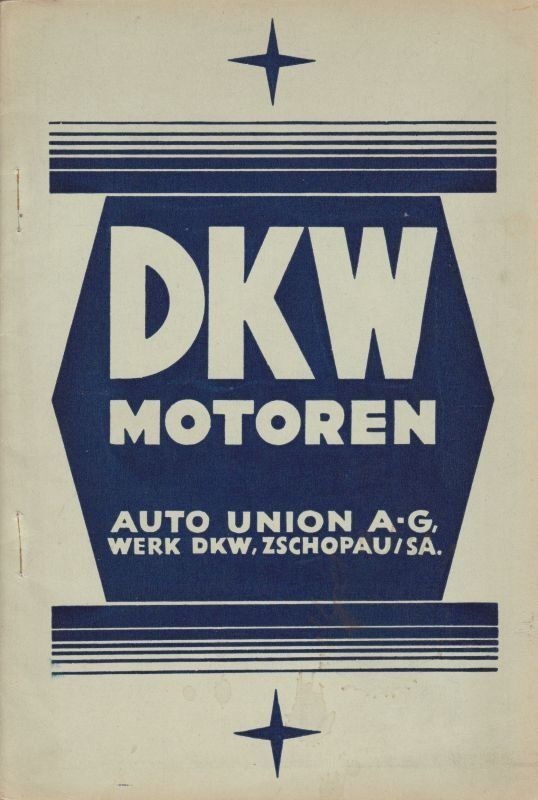 DKW
MOTOREN
AUTO UNION A-G,
WERK DKW, ZSCHOPAU/SA.